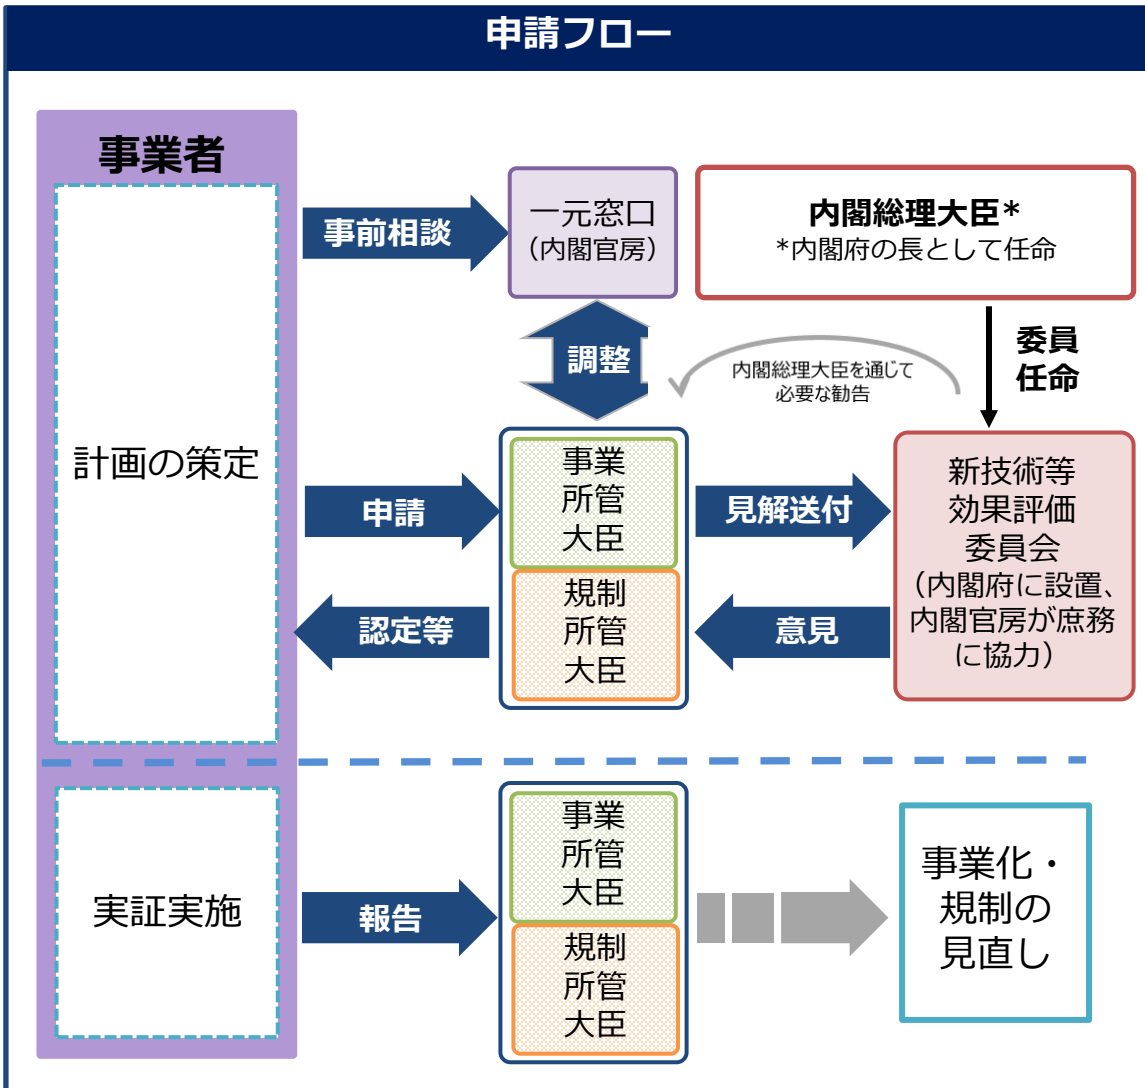 申請フロー
事業者
事前相談
一元窓口
（内閣官房）
内閣総理大臣*
*内閣府の長として任命
調整
内閣総理大臣を通じて
必要な勧告
委員
任命
計画の策定
申請
事業
所管
大臣
見解送付
新技術等
効果評価
委員会
（内閣府に設置、
内閣官房が庶務
に協力）
認定等
規制
所管
大臣
意見
実証実施
報告
事業
所管
大臣
規制
所管
大臣
事業化・
規制の
見直し